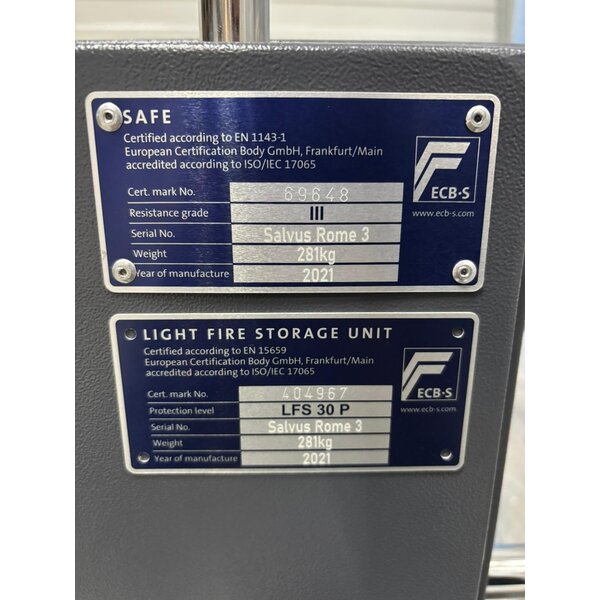 SAFE
Certified according to EN 1143-1
European Certification Body GmbH, Frankfurt/Main
accredited according to ISO/IEC 17065
ECB·S
www.ecb-s.com
Cert. mark No. 69648
Resistance grade III
Serial No. Salvus Rome 3
Weight 281kg
Year of manufacture 2021
LIGHT FIRE STORAGE UNIT
Certified according to EN 15659
European Certification Body GmbH, Frankfurt/Main
accredited according to ISO/IEC 17065
ECB·S
www.ecb-s.com
Cert. mark No. 404967
Protection level LFS 30 P
Serial No. Salvus Rome 3
Weight 281kg
Year of manufacture 2021